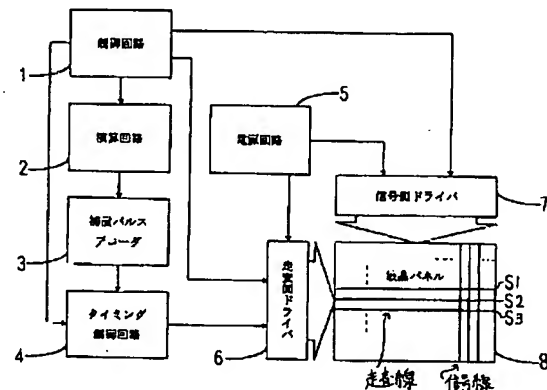 制御回路
1
5
演算回路
2
電源回路
信号側ドライバ
7
補正パルス
デコーダ
3
走査側ドライバ
液晶パネル
S1
S2
S3
タイミング
制御回路
4
6
走査線
信号線
8